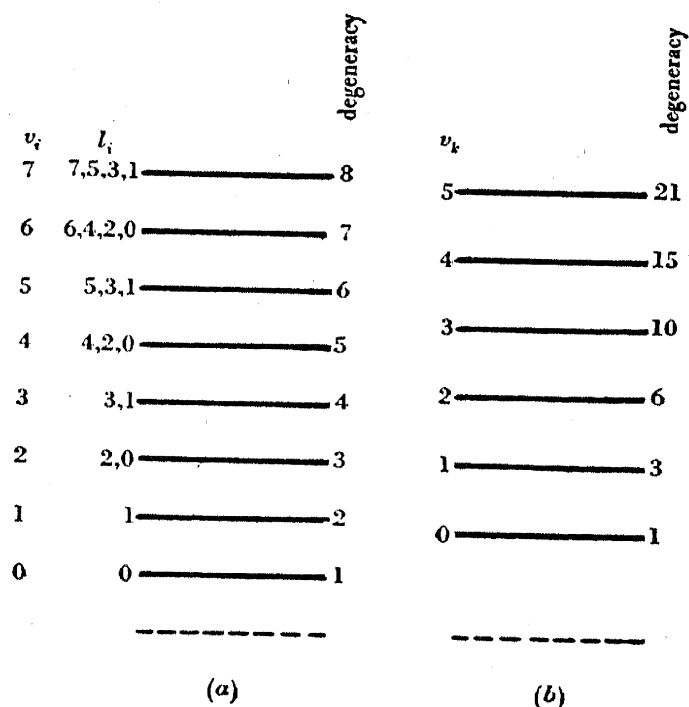 degeneracy
degeneracy
v_i l_i
7 7,5,3,1 8
6 6,4,2,0 7
5 5,3,1 6
4 4,2,0 5
3 3,1 4
2 2,0 3
1 1 2
0 0 1
(a)
v_k
5 21
4 15
3 10
2 6
1 3
0 1
(b)